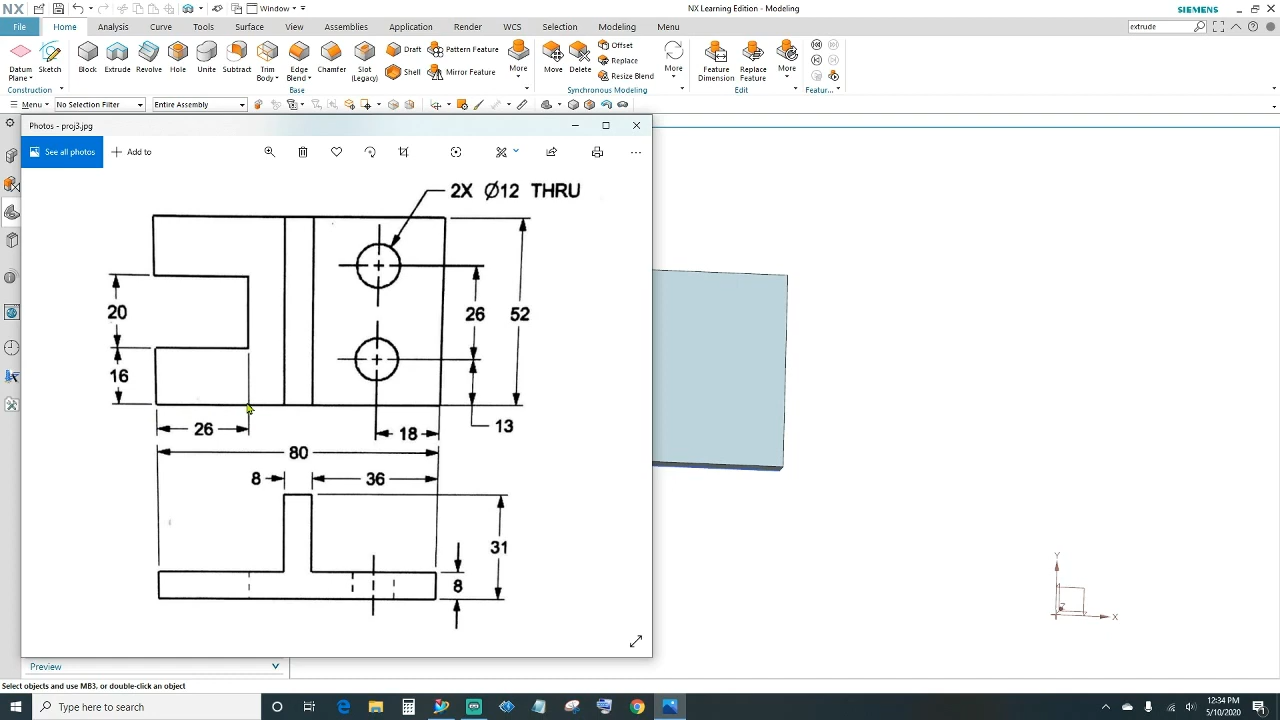 NX Window NX Learning Edition - Modeling SIEMENS
File Home Analysis Curve Tools Surface Assemblies Application Render WCS Selection Modeling Menu extrude
Datum Plane Sketch Block Extrude Revolve Hole Unite Subtract Trim Body Edge Blend Chamfer Slot (Legacy) Draft Shell Pattern Feature Mirror Feature More Move Delete Offset Replace Resize Blend More Feature Dimension Replace Feature More
Construction Base Synchronous Modeling Edit Featur...
Menu No Selection Filter Entire Assembly
Photos - proj3.jpg
See all photos Add to
2X Ø12 THRU
20
26
52
16
26
18
13
80
8
36
31
8
Y
X
Preview
Select objects and use MB3, or double-click an object
Type here to search
12:34 PM
5/10/2020